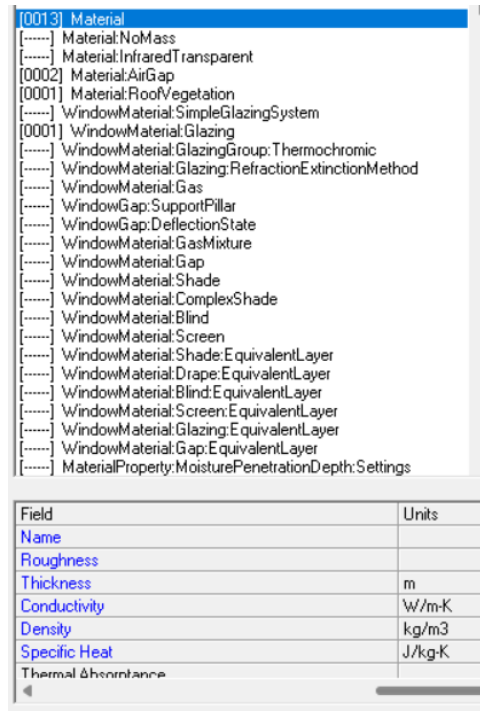 [0013] Material
[------] Material:NoMass
[------] Material:InfraredTransparent
[0002] Material:AirGap
[0001] Material:RoofVegetation
[------] WindowMaterial:SimpleGlazingSystem
[0001] WindowMaterial:Glazing
[------] WindowMaterial:GlazingGroup:Thermochromic
[------] WindowMaterial:Glazing:RefractionExtinctionMethod
[------] WindowMaterial:Gas
[------] WindowGap:SupportPillar
[------] WindowGap:DeflectionState
[------] WindowMaterial:GasMixture
[------] WindowMaterial:Gap
[------] WindowMaterial:Shade
[------] WindowMaterial:ComplexShade
[------] WindowMaterial:Blind
[------] WindowMaterial:Screen
[------] WindowMaterial:Shade:EquivalentLayer
[------] WindowMaterial:Drape:EquivalentLayer
[------] WindowMaterial:Blind:EquivalentLayer
[------] WindowMaterial:Screen:EquivalentLayer
[------] WindowMaterial:Glazing:EquivalentLayer
[------] WindowMaterial:Gap:EquivalentLayer
[------] MaterialProperty:MoisturePenetrationDepth:Settings
Field Units
Name
Roughness
Thickness m
Conductivity W/m-K
Density kg/m3
Specific Heat J/kg-K
Thermal Absorptance